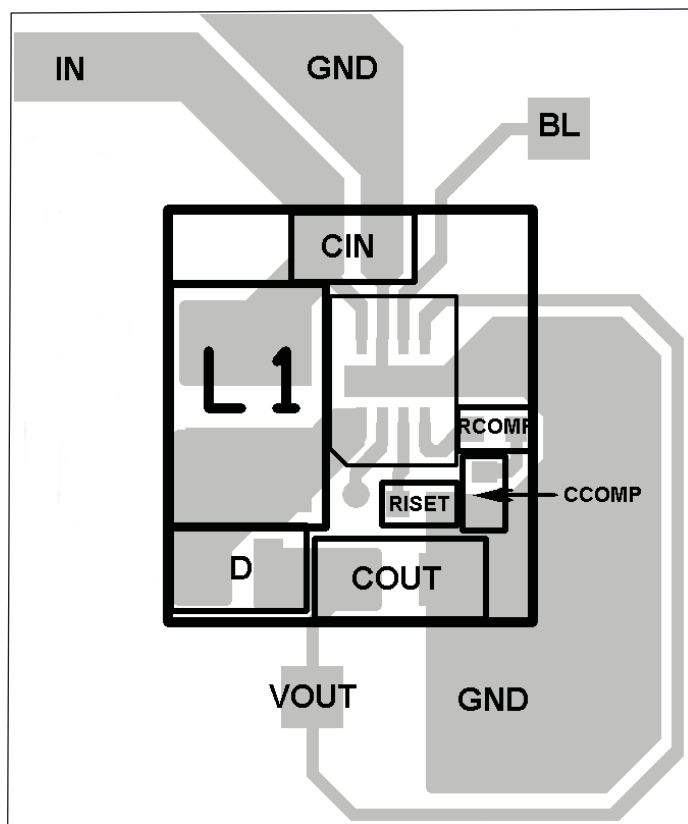 IN
GND
BL
CIN
L1
RCOMP
RISET
CCOMP
D
COUT
VOUT
GND